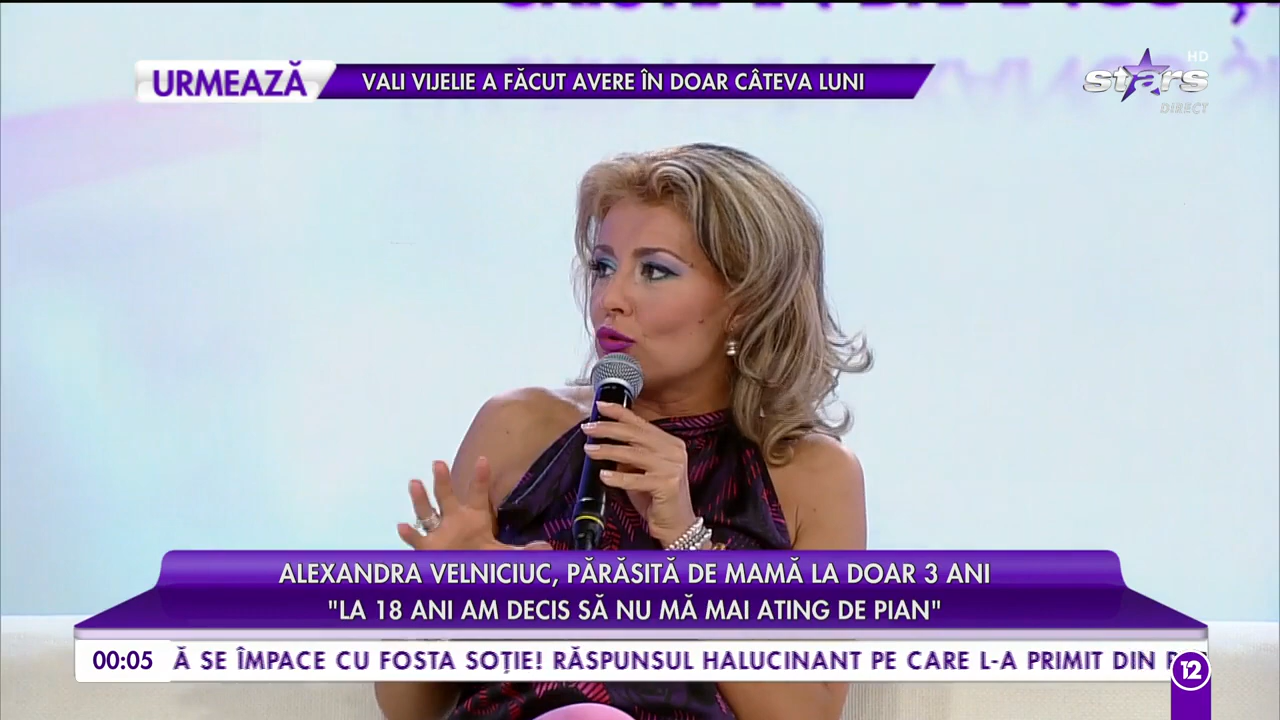 URMEAZĂ VALI VIJELIE A FĂCUT AVERE ÎN DOAR CÂTEVA LUNI
HD
stars
DIRECT
ALEXANDRA VELNICIUC, PĂRĂSITĂ DE MAMĂ LA DOAR 3 ANI
"LA 18 ANI AM DECIS SĂ NU MĂ MAI ATING DE PIAN"
00:05 Ă SE ÎMPACE CU FOSTA SOȚIE! RĂSPUNSUL HALUCINANT PE CARE L-A PRIMIT DIN
12